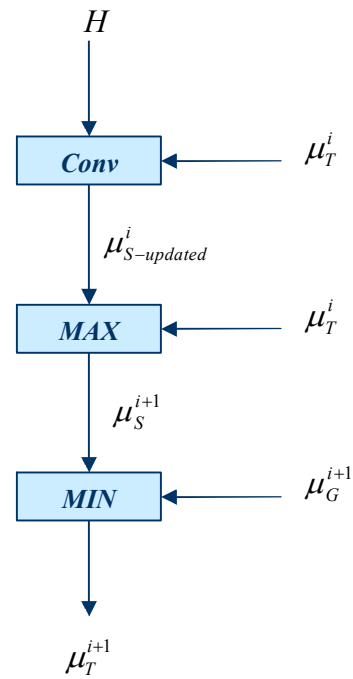 H
Conv μ_T^i
μ_{S-updated}^i
MAX μ_T^i
μ_S^{i+1}
MIN μ_G^{i+1}
μ_T^{i+1}